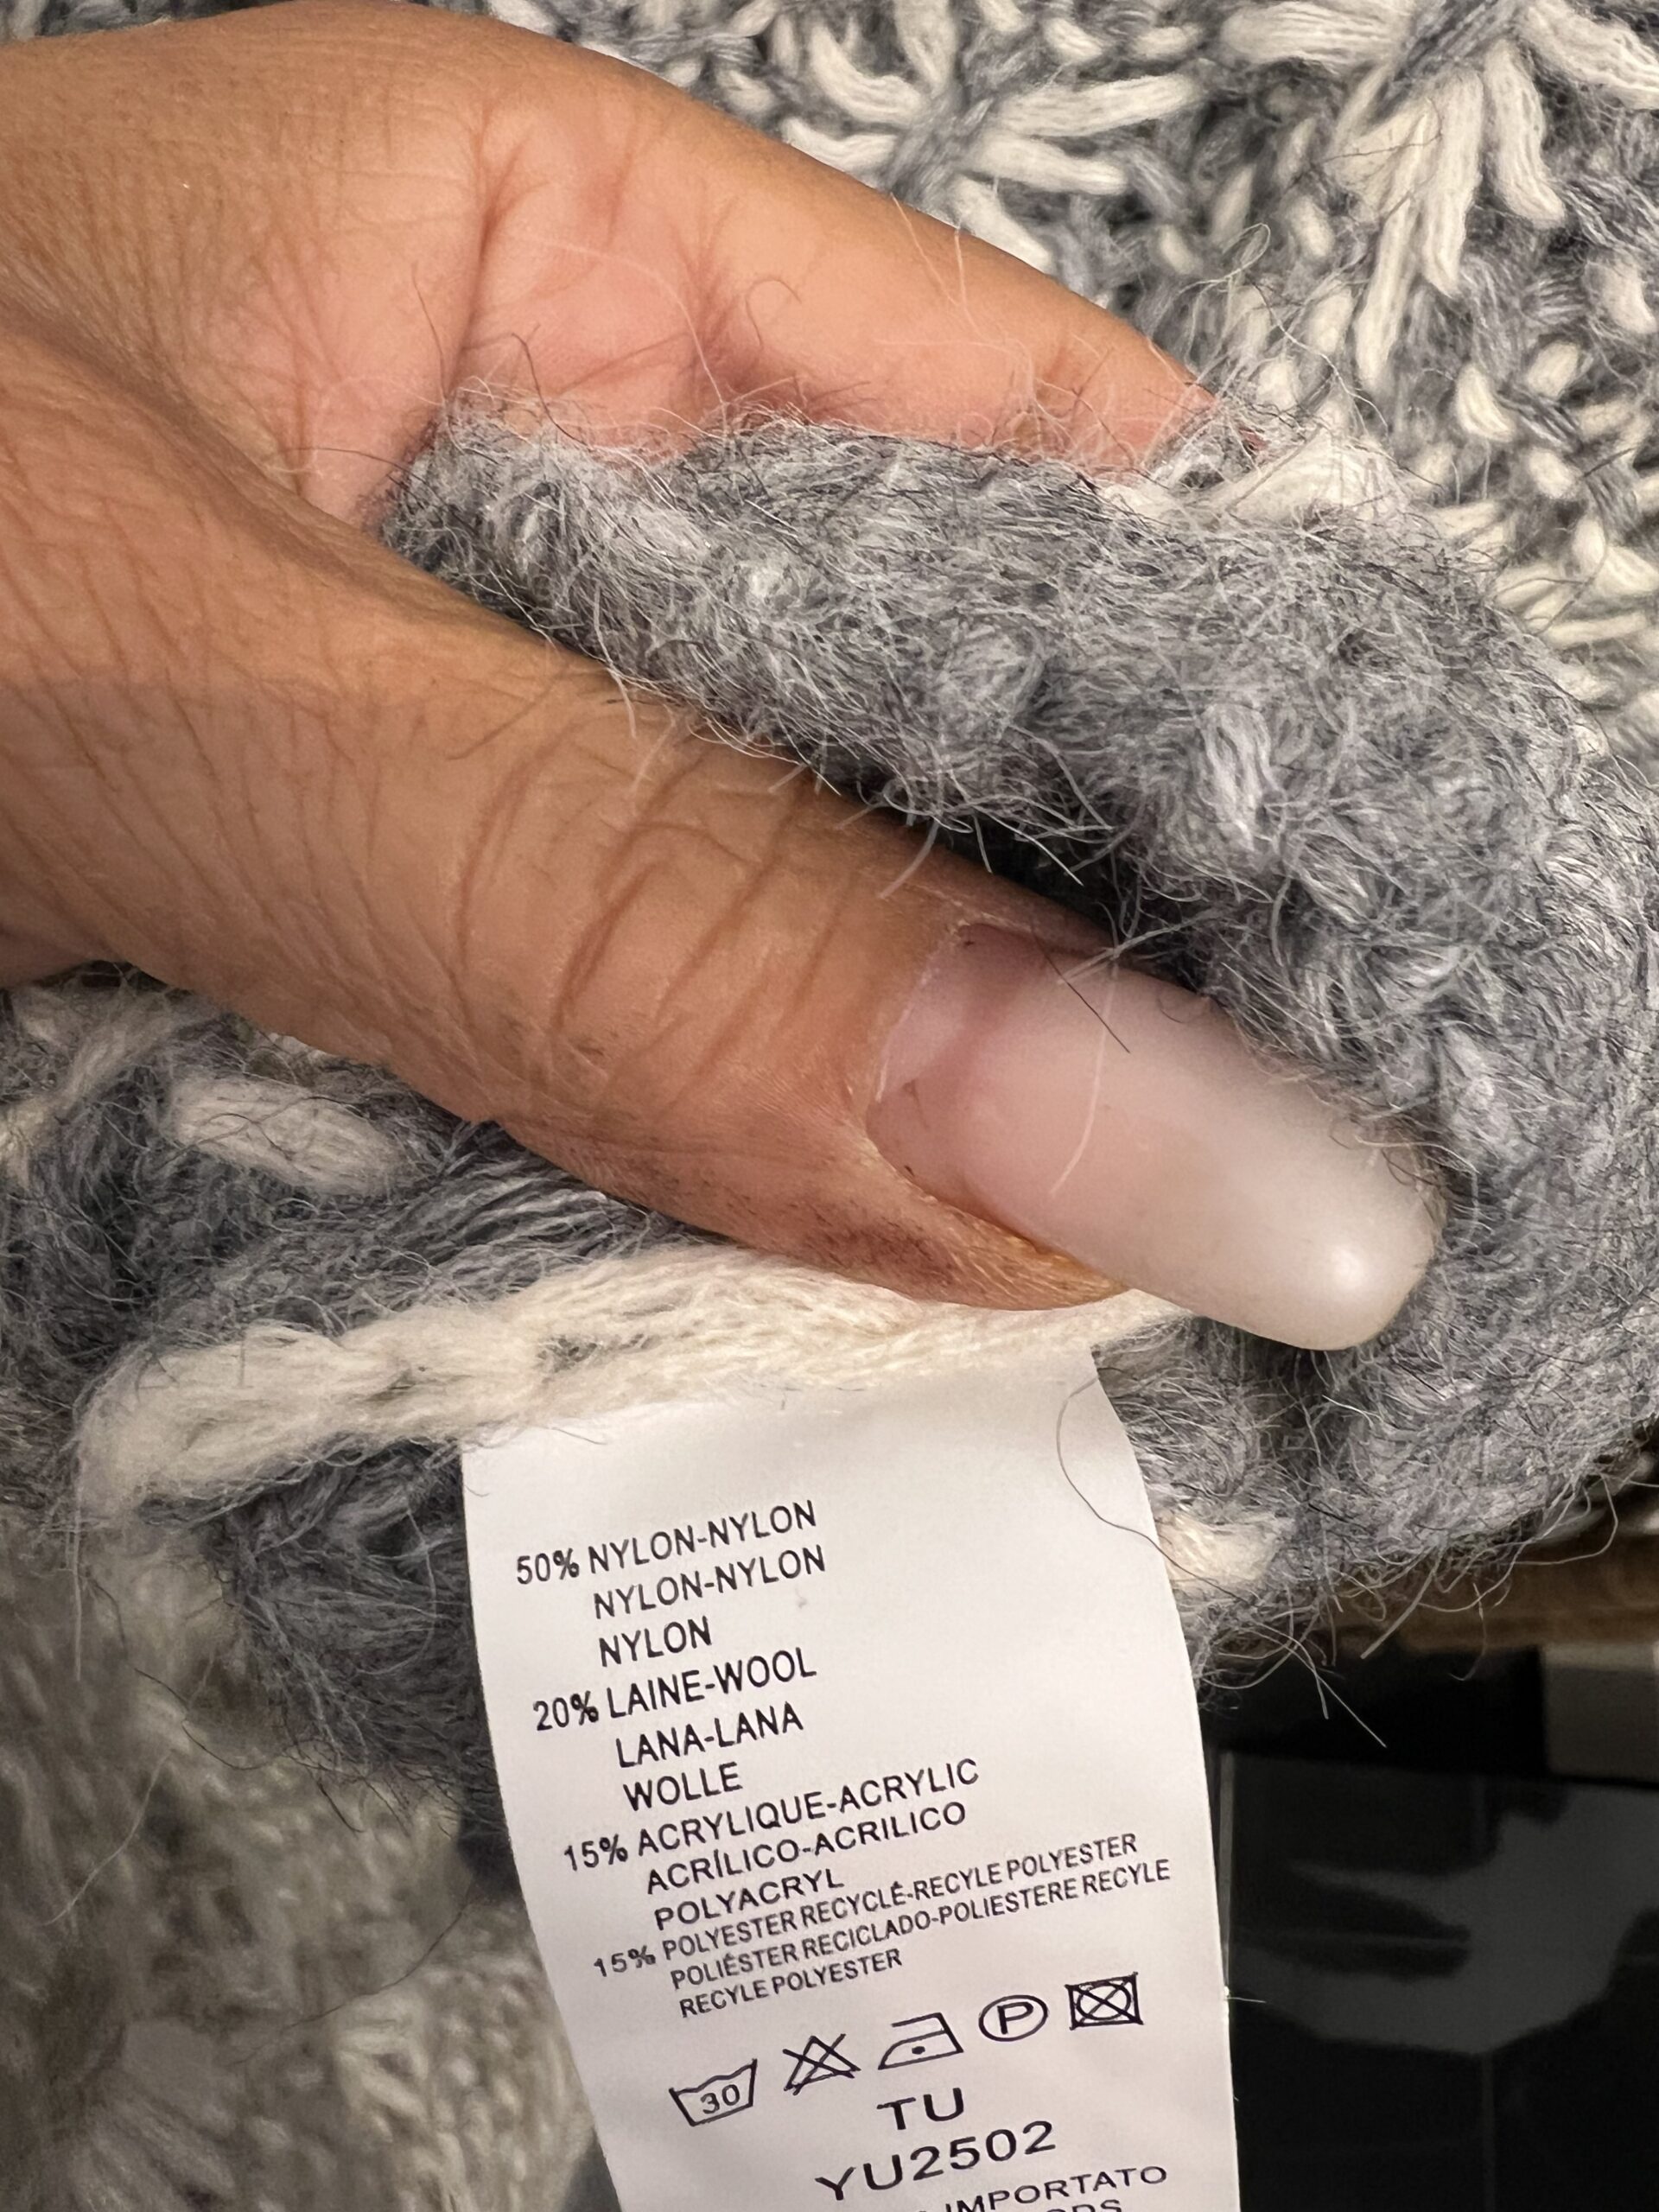 50% NYLON-NYLON
NYLON-NYLON
NYLON
20% LAINE-WOOL
LANA-LANA
WOLLE
15% ACRYLIQUE-ACRYLIC
ACRÍLICO-ACRILICO
POLYACRYL
15% POLYESTER RECYCLÉ-RECYLE POLYESTER
POLIÉSTER RECICLADO-POLIESTERE RECYLE
RECYLE POLYESTER
30 P
TU
YU2502
IMPORTATO